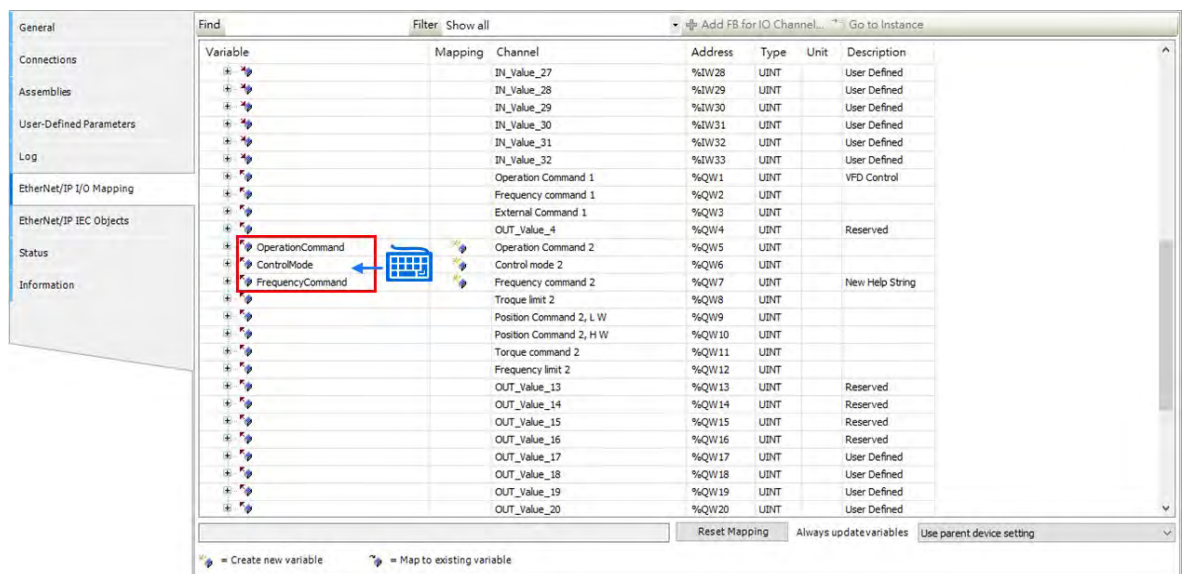 General
Connections
Assemblies
User-Defined Parameters
Log
EtherNet/IP I/O Mapping
EtherNet/IP IEC Objects
Status
Information
Find Filter Show all Add FB for IO Channel... Go to Instance
Variable Mapping Channel Address Type Unit Description
IN_Value_27 %IW28 UINT User Defined
IN_Value_28 %IW29 UINT User Defined
IN_Value_29 %IW30 UINT User Defined
IN_Value_30 %IW31 UINT User Defined
IN_Value_31 %IW32 UINT User Defined
IN_Value_32 %IW33 UINT User Defined
Operation Command 1 %QW1 UINT VFD Control
Frequency command 1 %QW2 UINT
External Command 1 %QW3 UINT
OUT_Value_4 %QW4 UINT Reserved
OperationCommand Operation Command 2 %QW5 UINT
ControlMode Control mode 2 %QW6 UINT
FrequencyCommand Frequency command 2 %QW7 UINT New Help String
Troque limit 2 %QW8 UINT
Position Command 2, L W %QW9 UINT
Position Command 2, H W %QW10 UINT
Torque command 2 %QW11 UINT
Frequency limit 2 %QW12 UINT
OUT_Value_13 %QW13 UINT Reserved
OUT_Value_14 %QW14 UINT Reserved
OUT_Value_15 %QW15 UINT Reserved
OUT_Value_16 %QW16 UINT Reserved
OUT_Value_17 %QW17 UINT User Defined
OUT_Value_18 %QW18 UINT User Defined
OUT_Value_19 %QW19 UINT User Defined
OUT_Value_20 %QW20 UINT User Defined
Reset Mapping Always updatevariables Use parent device setting
= Create new variable = Map to existing variable